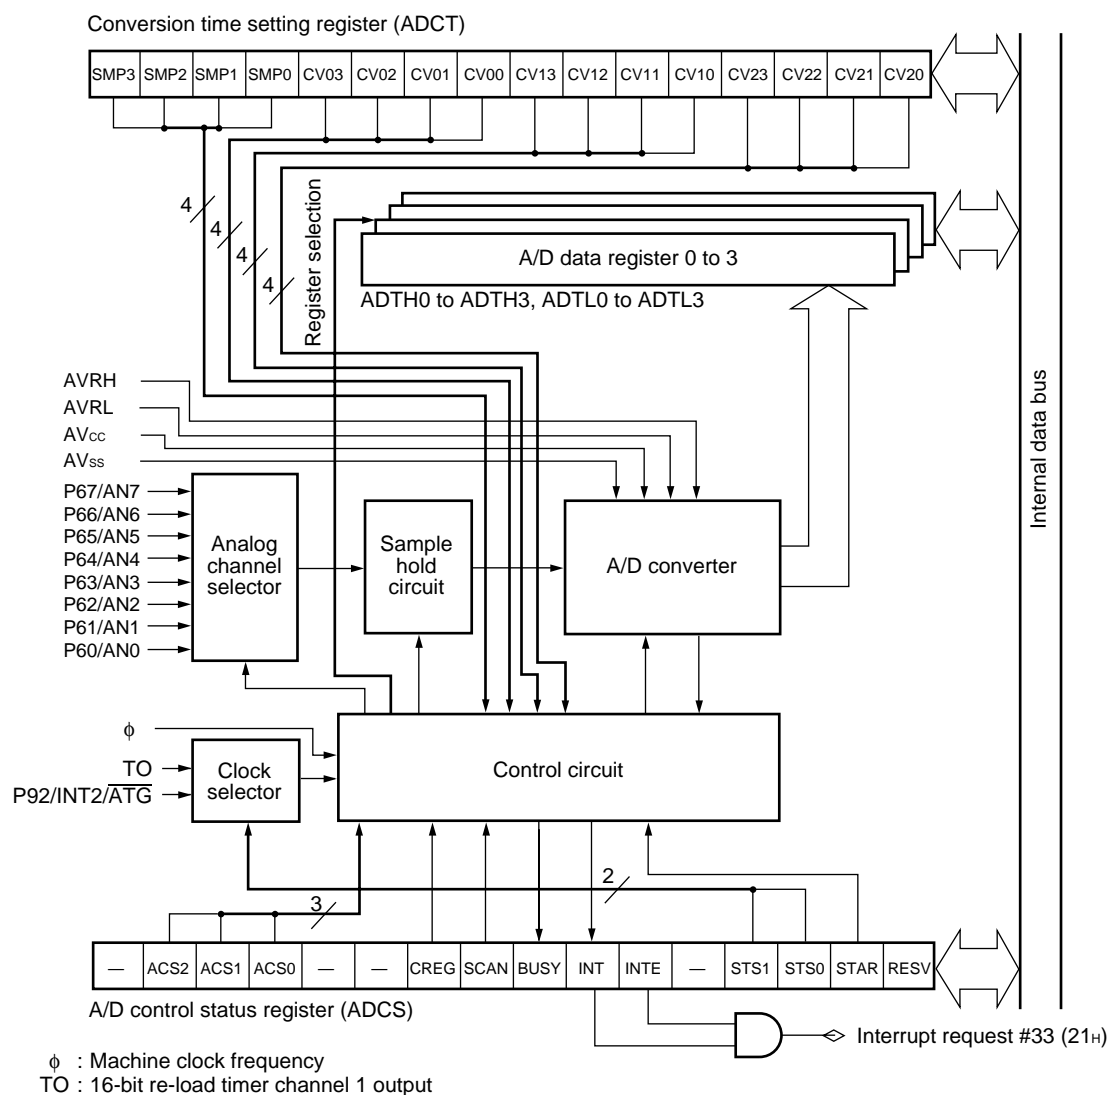 Conversion time setting register (ADCT)
SMP3 SMP2 SMP1 SMP0 CV03 CV02 CV01 CV00 CV13 CV12 CV11 CV10 CV23 CV22 CV21 CV20
4
4
4
4
Register selection
A/D data register 0 to 3
ADTH0 to ADTH3, ADTL0 to ADTL3
Internal data bus
AVRH
AVRL
AVCC
AVSS
P67/AN7
P66/AN6
P65/AN5
P64/AN4
P63/AN3
P62/AN2
P61/AN1
P60/AN0
Analog
channel
selector
Sample
hold
circuit
A/D converter
ϕ
TO
P92/INT2/A̅T̅G̅
Clock
selector
Control circuit
2
3
— ACS2 ACS1 ACS0 — — CREG SCAN BUSY INT INTE — STS1 STS0 STAR RESV
A/D control status register (ADCS)
Interrupt request #33 (21H)
ϕ : Machine clock frequency
TO : 16-bit re-load timer channel 1 output